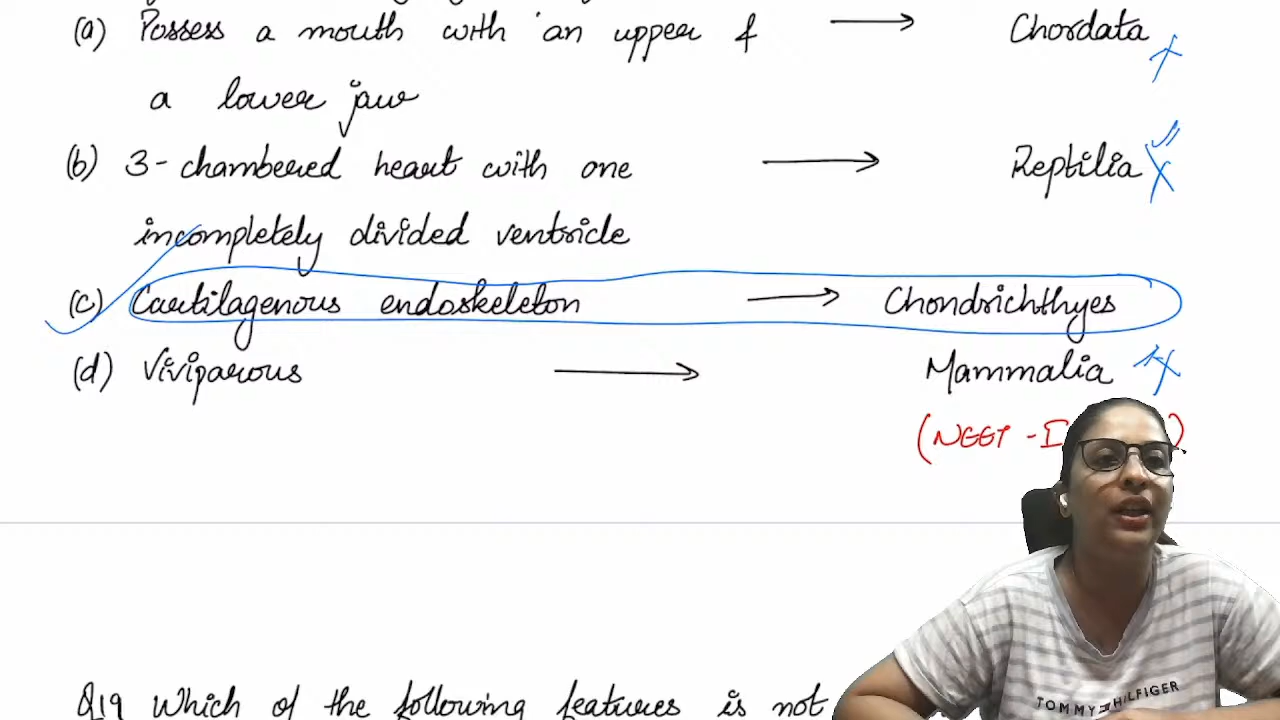 (a) Possess a mouth with an upper & → Chordata
a lower jaw
(b) 3-chambered heart with one → Reptilia
incompletely divided ventricle
(c) Cartilagenous endoskeleton → Chondrichthyes
(d) Viviparous → Mammalia
(NEET - I
)
Q19 Which of the following features is not
TOMMY HILFIGER